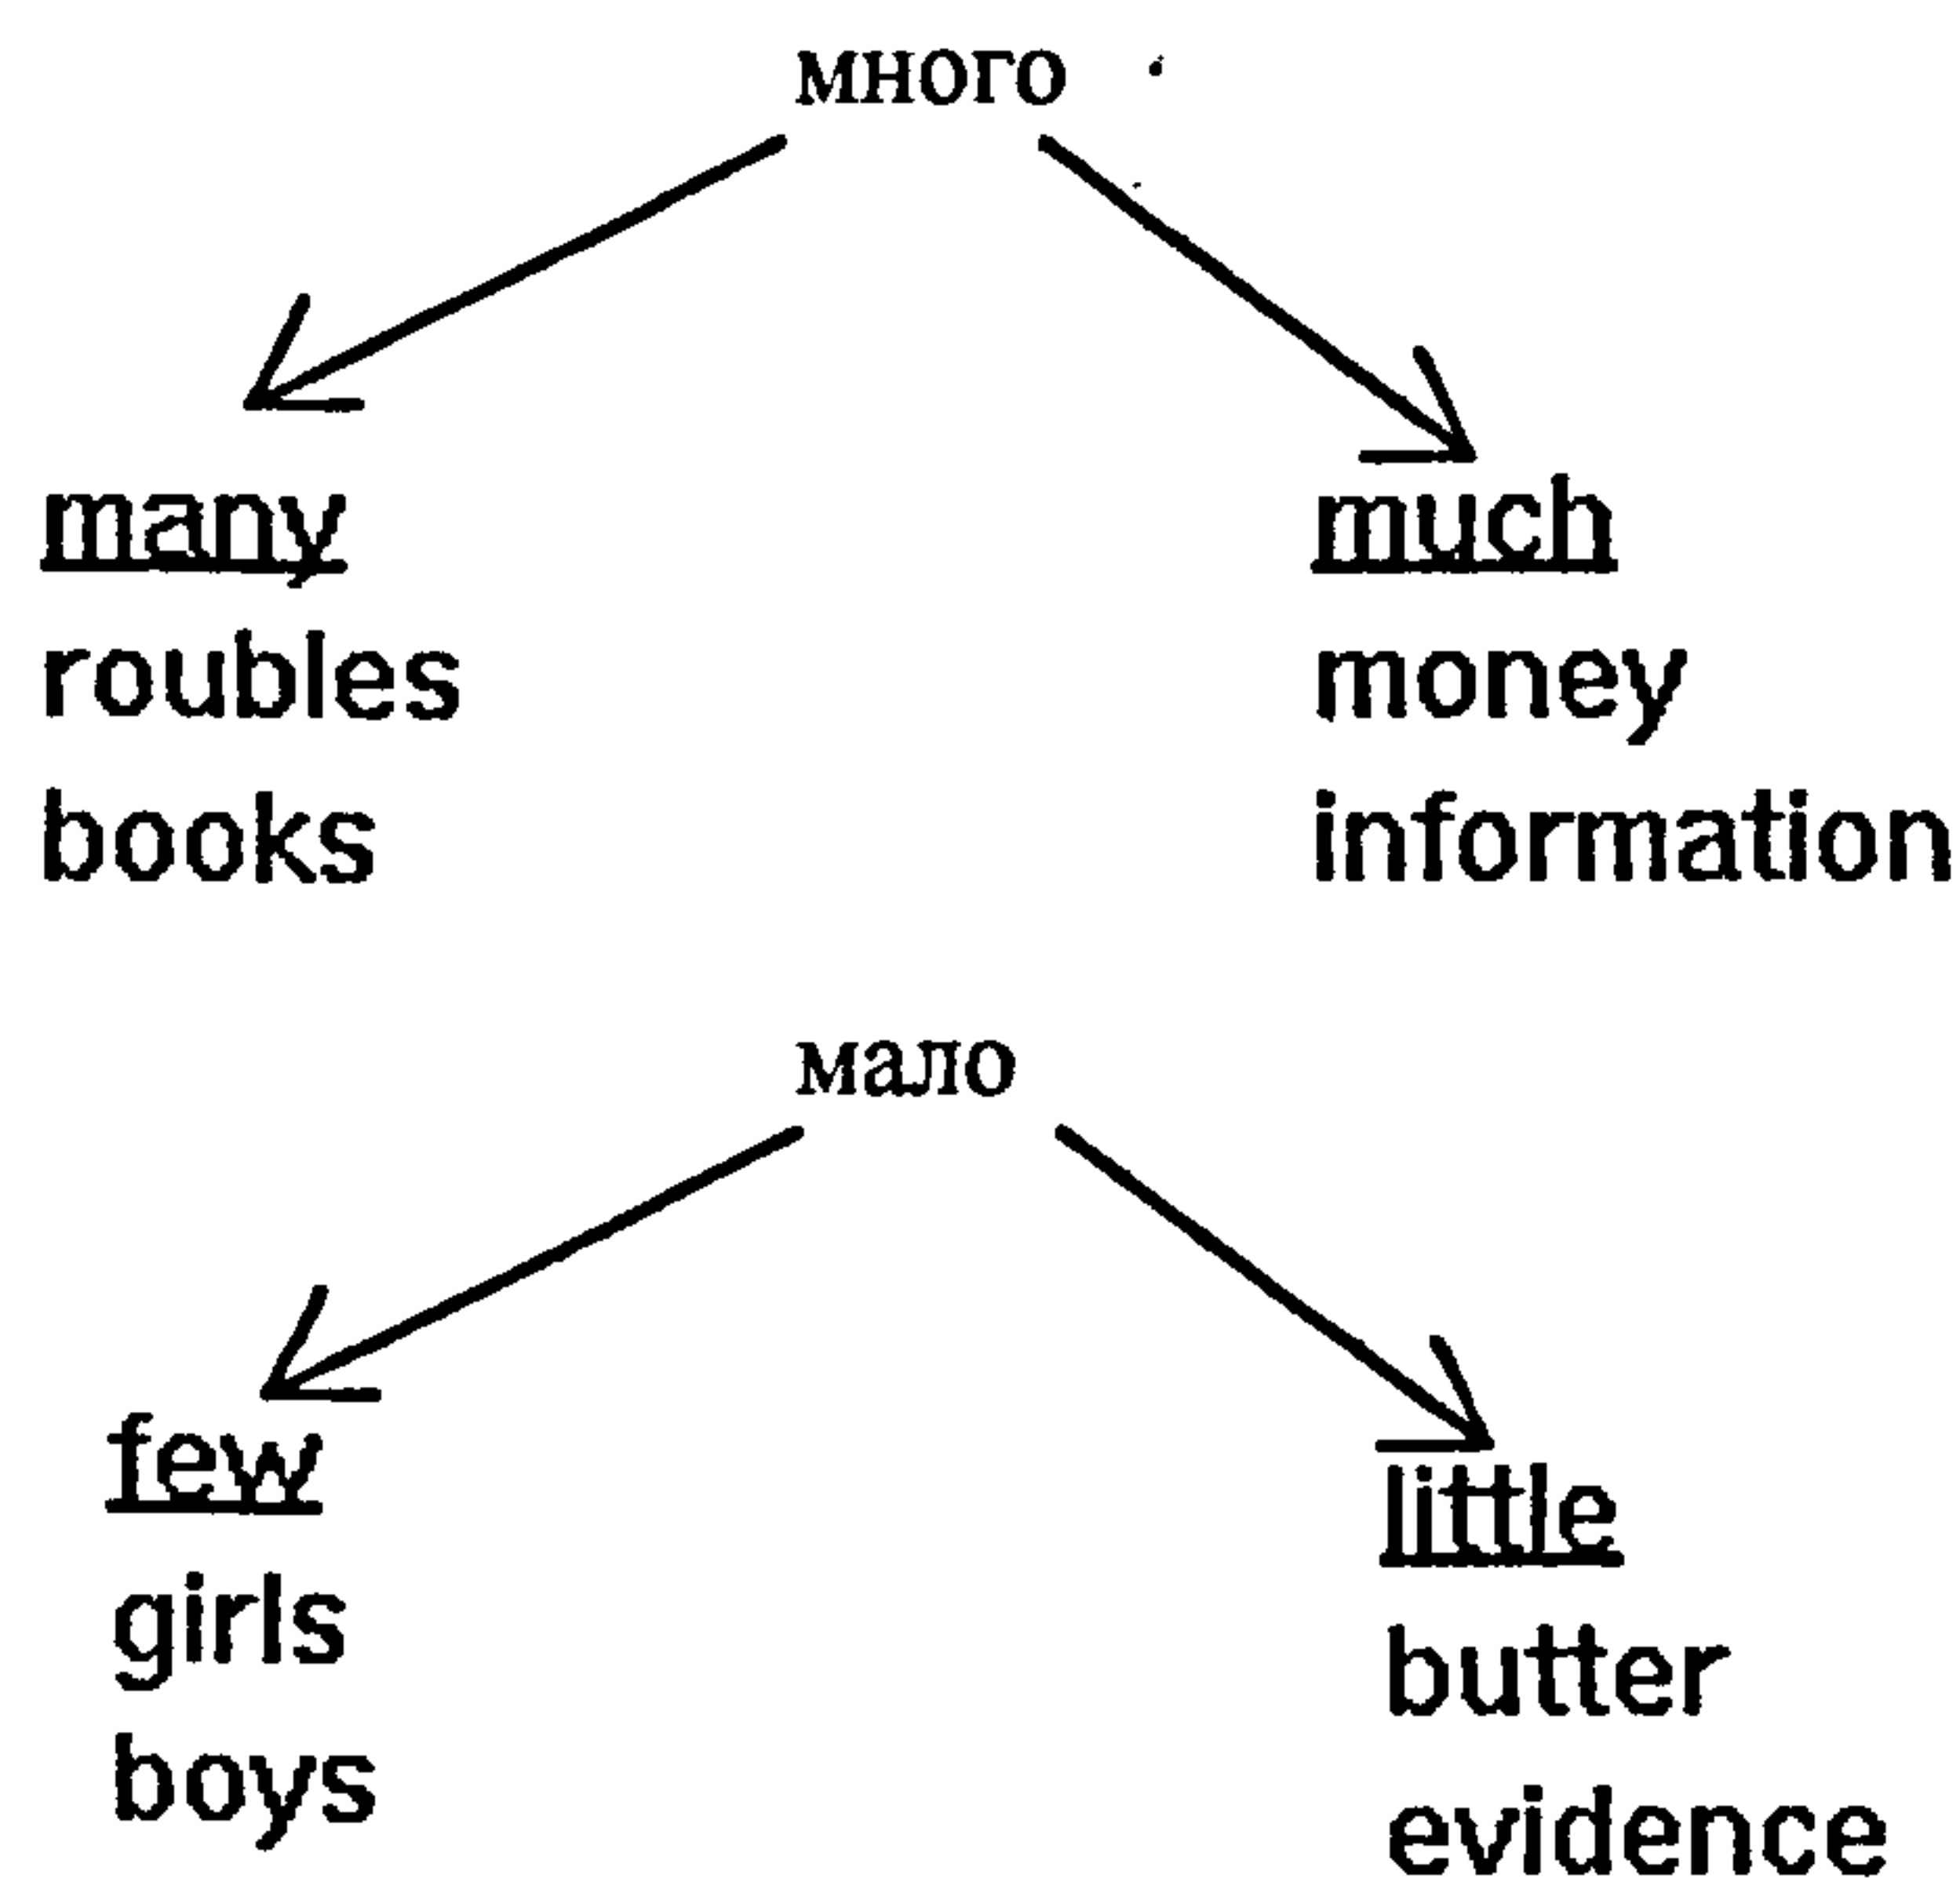 много
many
roubles
books
much
money
information
мало
few
girls
boys
little
butter
evidence